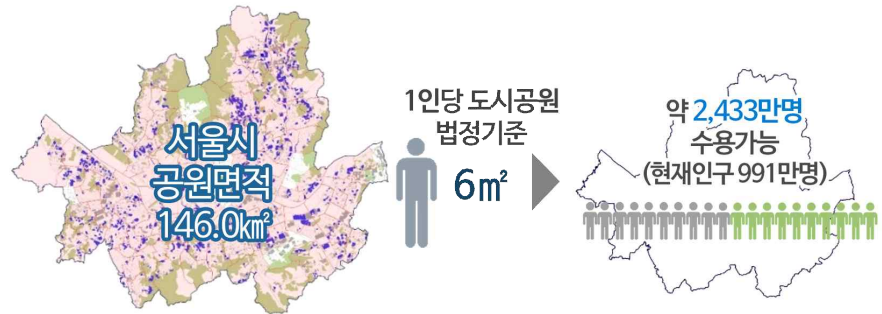 서울시
공원면적
146.0㎢
1인당 도시공원
법정기준
6㎡
약 2,433만명
수용가능
(현재인구 991만명)